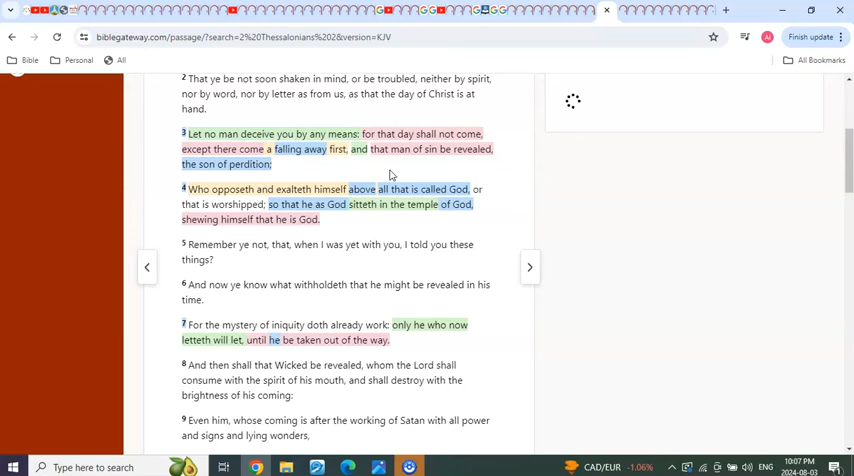 biblegateway.com/passage/?search=2%20Thessalonians%202&version=KJV
AI
Finish update
Bible
Personal
All
All Bookmarks
2 That ye be not soon shaken in mind, or be troubled, neither by spirit,
nor by word, nor by letter as from us, as that the day of Christ is at
hand.
3 Let no man deceive you by any means: for that day shall not come,
except there come a falling away first, and that man of sin be revealed,
the son of perdition;
4 Who opposeth and exalteth himself above all that is called God, or
that is worshipped; so that he as God sitteth in the temple of God,
shewing himself that he is God.
5 Remember ye not, that, when I was yet with you, I told you these
things?
6 And now ye know what withholdeth that he might be revealed in his
time.
7 For the mystery of iniquity doth already work: only he who now
letteth will let, until he be taken out of the way.
8 And then shall that Wicked be revealed, whom the Lord shall
consume with the spirit of his mouth, and shall destroy with the
brightness of his coming:
9 Even him, whose coming is after the working of Satan with all power
and signs and lying wonders,
Type here to search
CAD/EUR -1.06%
ENG
10:07 PM
2024-08-03